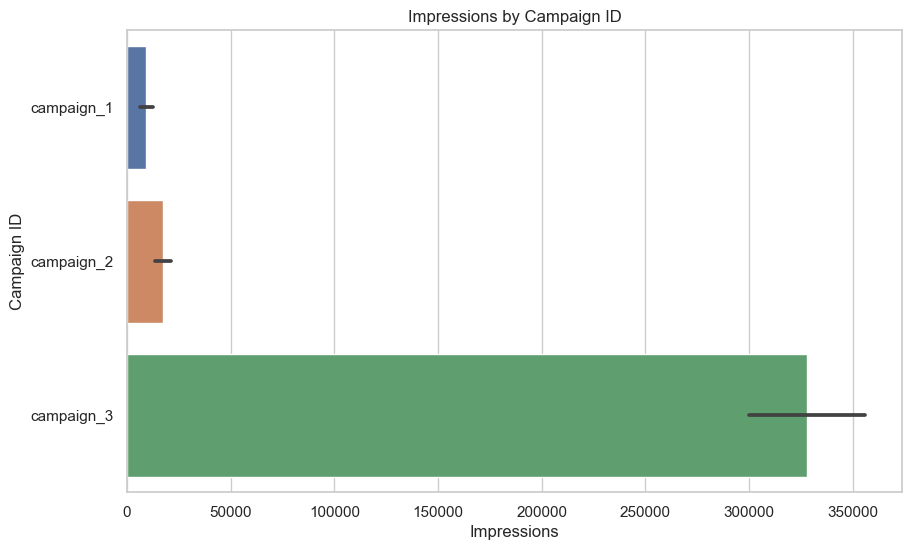 Impressions by Campaign ID
Campaign ID
campaign_1
campaign_2
campaign_3
0 50000 100000 150000 200000 250000 300000 350000
Impressions